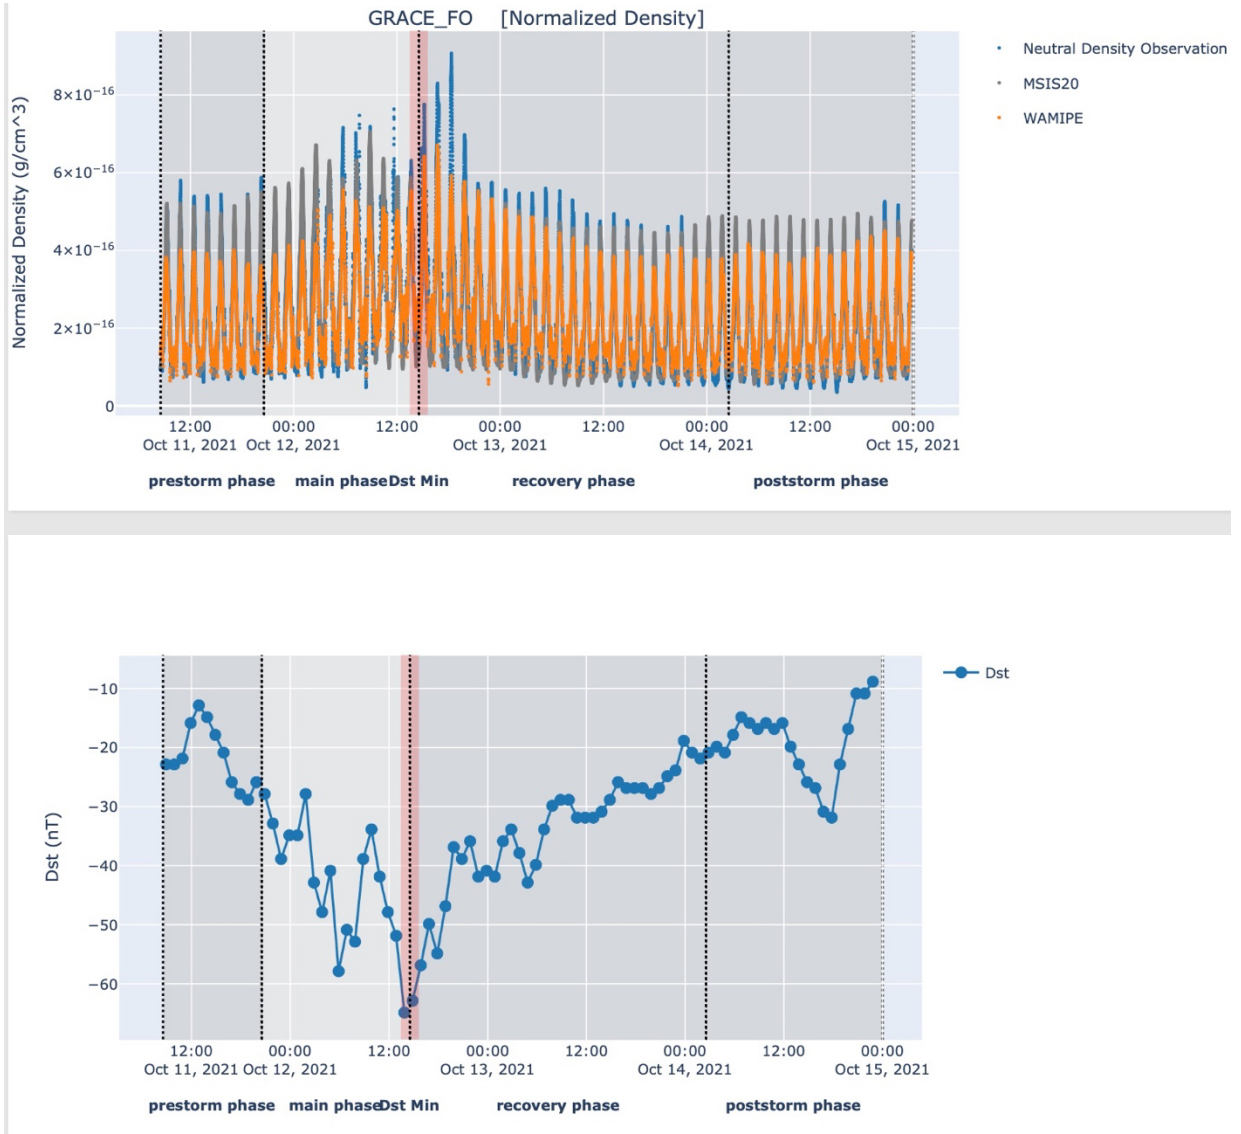 GRACE_FO [Normalized Density]
Normalized Density (g/cm^3)
8×10−16
6×10−16
4×10−16
2×10−16
0
Neutral Density Observation
MSIS20
WAMIPE
12:00 00:00 12:00 00:00 12:00 00:00 12:00 00:00
Oct 11, 2021 Oct 12, 2021 Oct 13, 2021 Oct 14, 2021 Oct 15, 2021
prestorm phase main phase Dst Min recovery phase poststorm phase
Dst (nT)
−10
−20
−30
−40
−50
−60
Dst
12:00 00:00 12:00 00:00 12:00 00:00 12:00 00:00
Oct 11, 2021 Oct 12, 2021 Oct 13, 2021 Oct 14, 2021 Oct 15, 2021
prestorm phase main phase Dst Min recovery phase poststorm phase